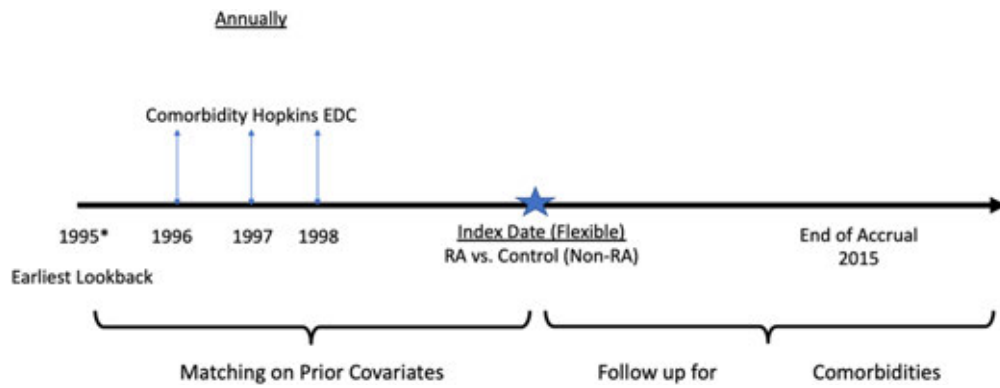 Annually
Comorbidity Hopkins EDC
1995* 1996 1997 1998
Earliest Lookback
Index Date (Flexible)
RA vs. Control (Non-RA)
End of Accrual
2015
Matching on Prior Covariates
Follow up for Comorbidities